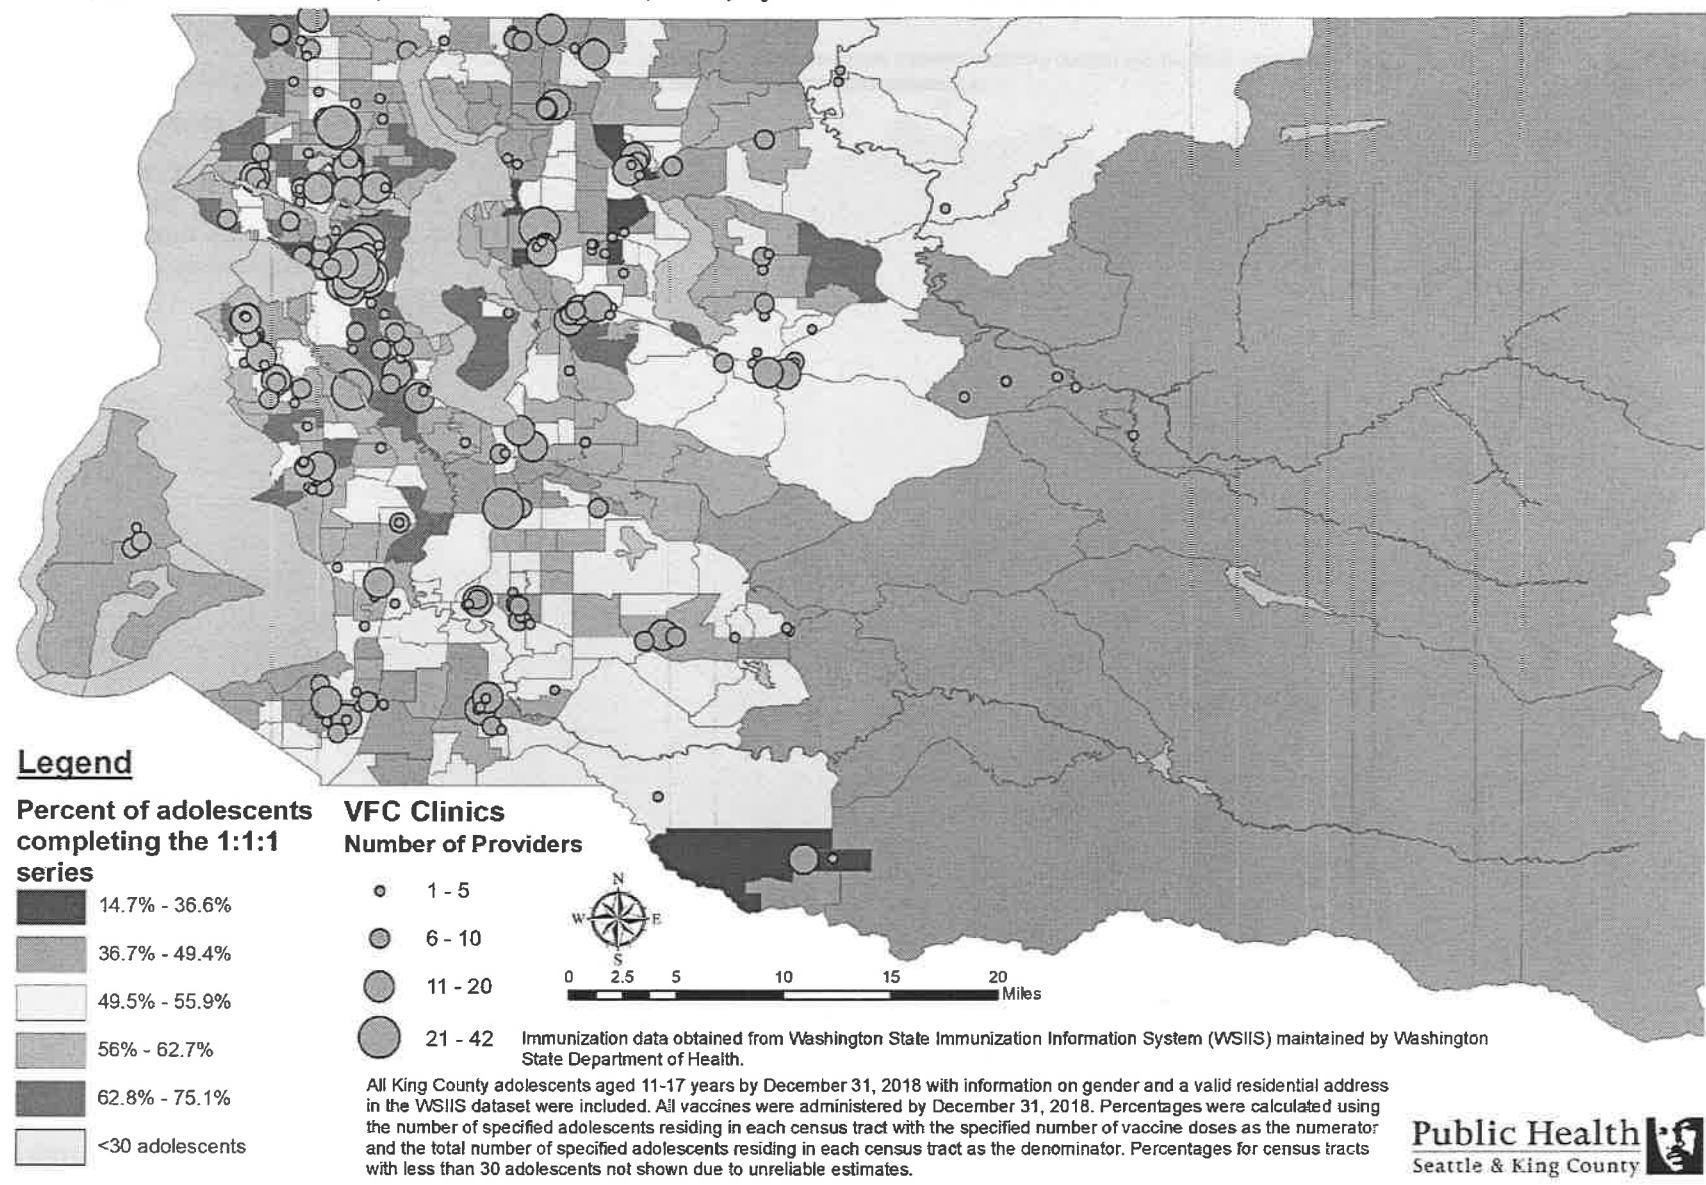 Legend
Percent of adolescents
completing the 1:1:1
series
14.7% - 36.6%
36.7% - 49.4%
49.5% - 55.9%
56% - 62.7%
62.8% - 75.1%
<30 adolescents
VFC Clinics
Number of Providers
1 - 5
6 - 10
11 - 20
21 - 42
N
W
E
S
0 2.5 5 10 15 20
Miles
Immunization data obtained from Washington State Immunization Information System (WSIIS) maintained by Washington
State Department of Health.
All King County adolescents aged 11-17 years by December 31, 2018 with information on gender and a valid residential address
in the WSIIS dataset were included. All vaccines were administered by December 31, 2018. Percentages were calculated using
the number of specified adolescents residing in each census tract with the specified number of vaccine doses as the numerator
and the total number of specified adolescents residing in each census tract as the denominator. Percentages for census tracts
with less than 30 adolescents not shown due to unreliable estimates.
Public Health
Seattle & King County